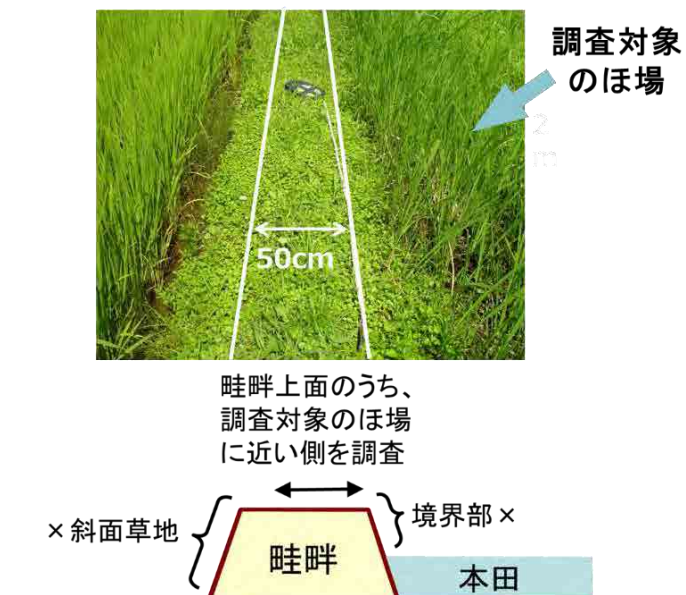 調査対象
のほ場
2
m
50cm
畦畔上面のうち、
調査対象のほ場
に近い側を調査
×斜面草地
境界部×
畦畔
本田